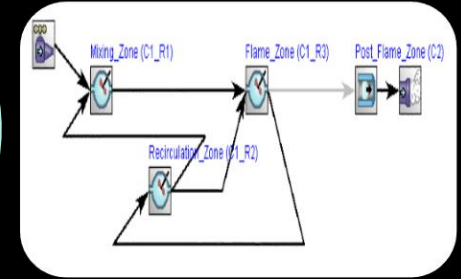 Mixing_Zone (C1_R1)
Flame_Zone (C1_R3)
Post_Flame_Zone (C2)
Recirculation_Zone (C1_R2)